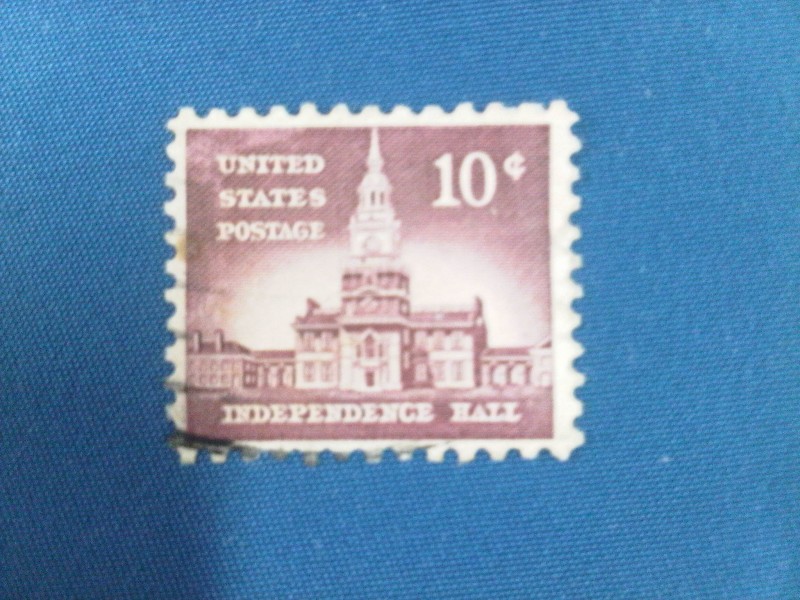 UNITED
STATES
POSTAGE
10¢
INDEPENDENCE HALL